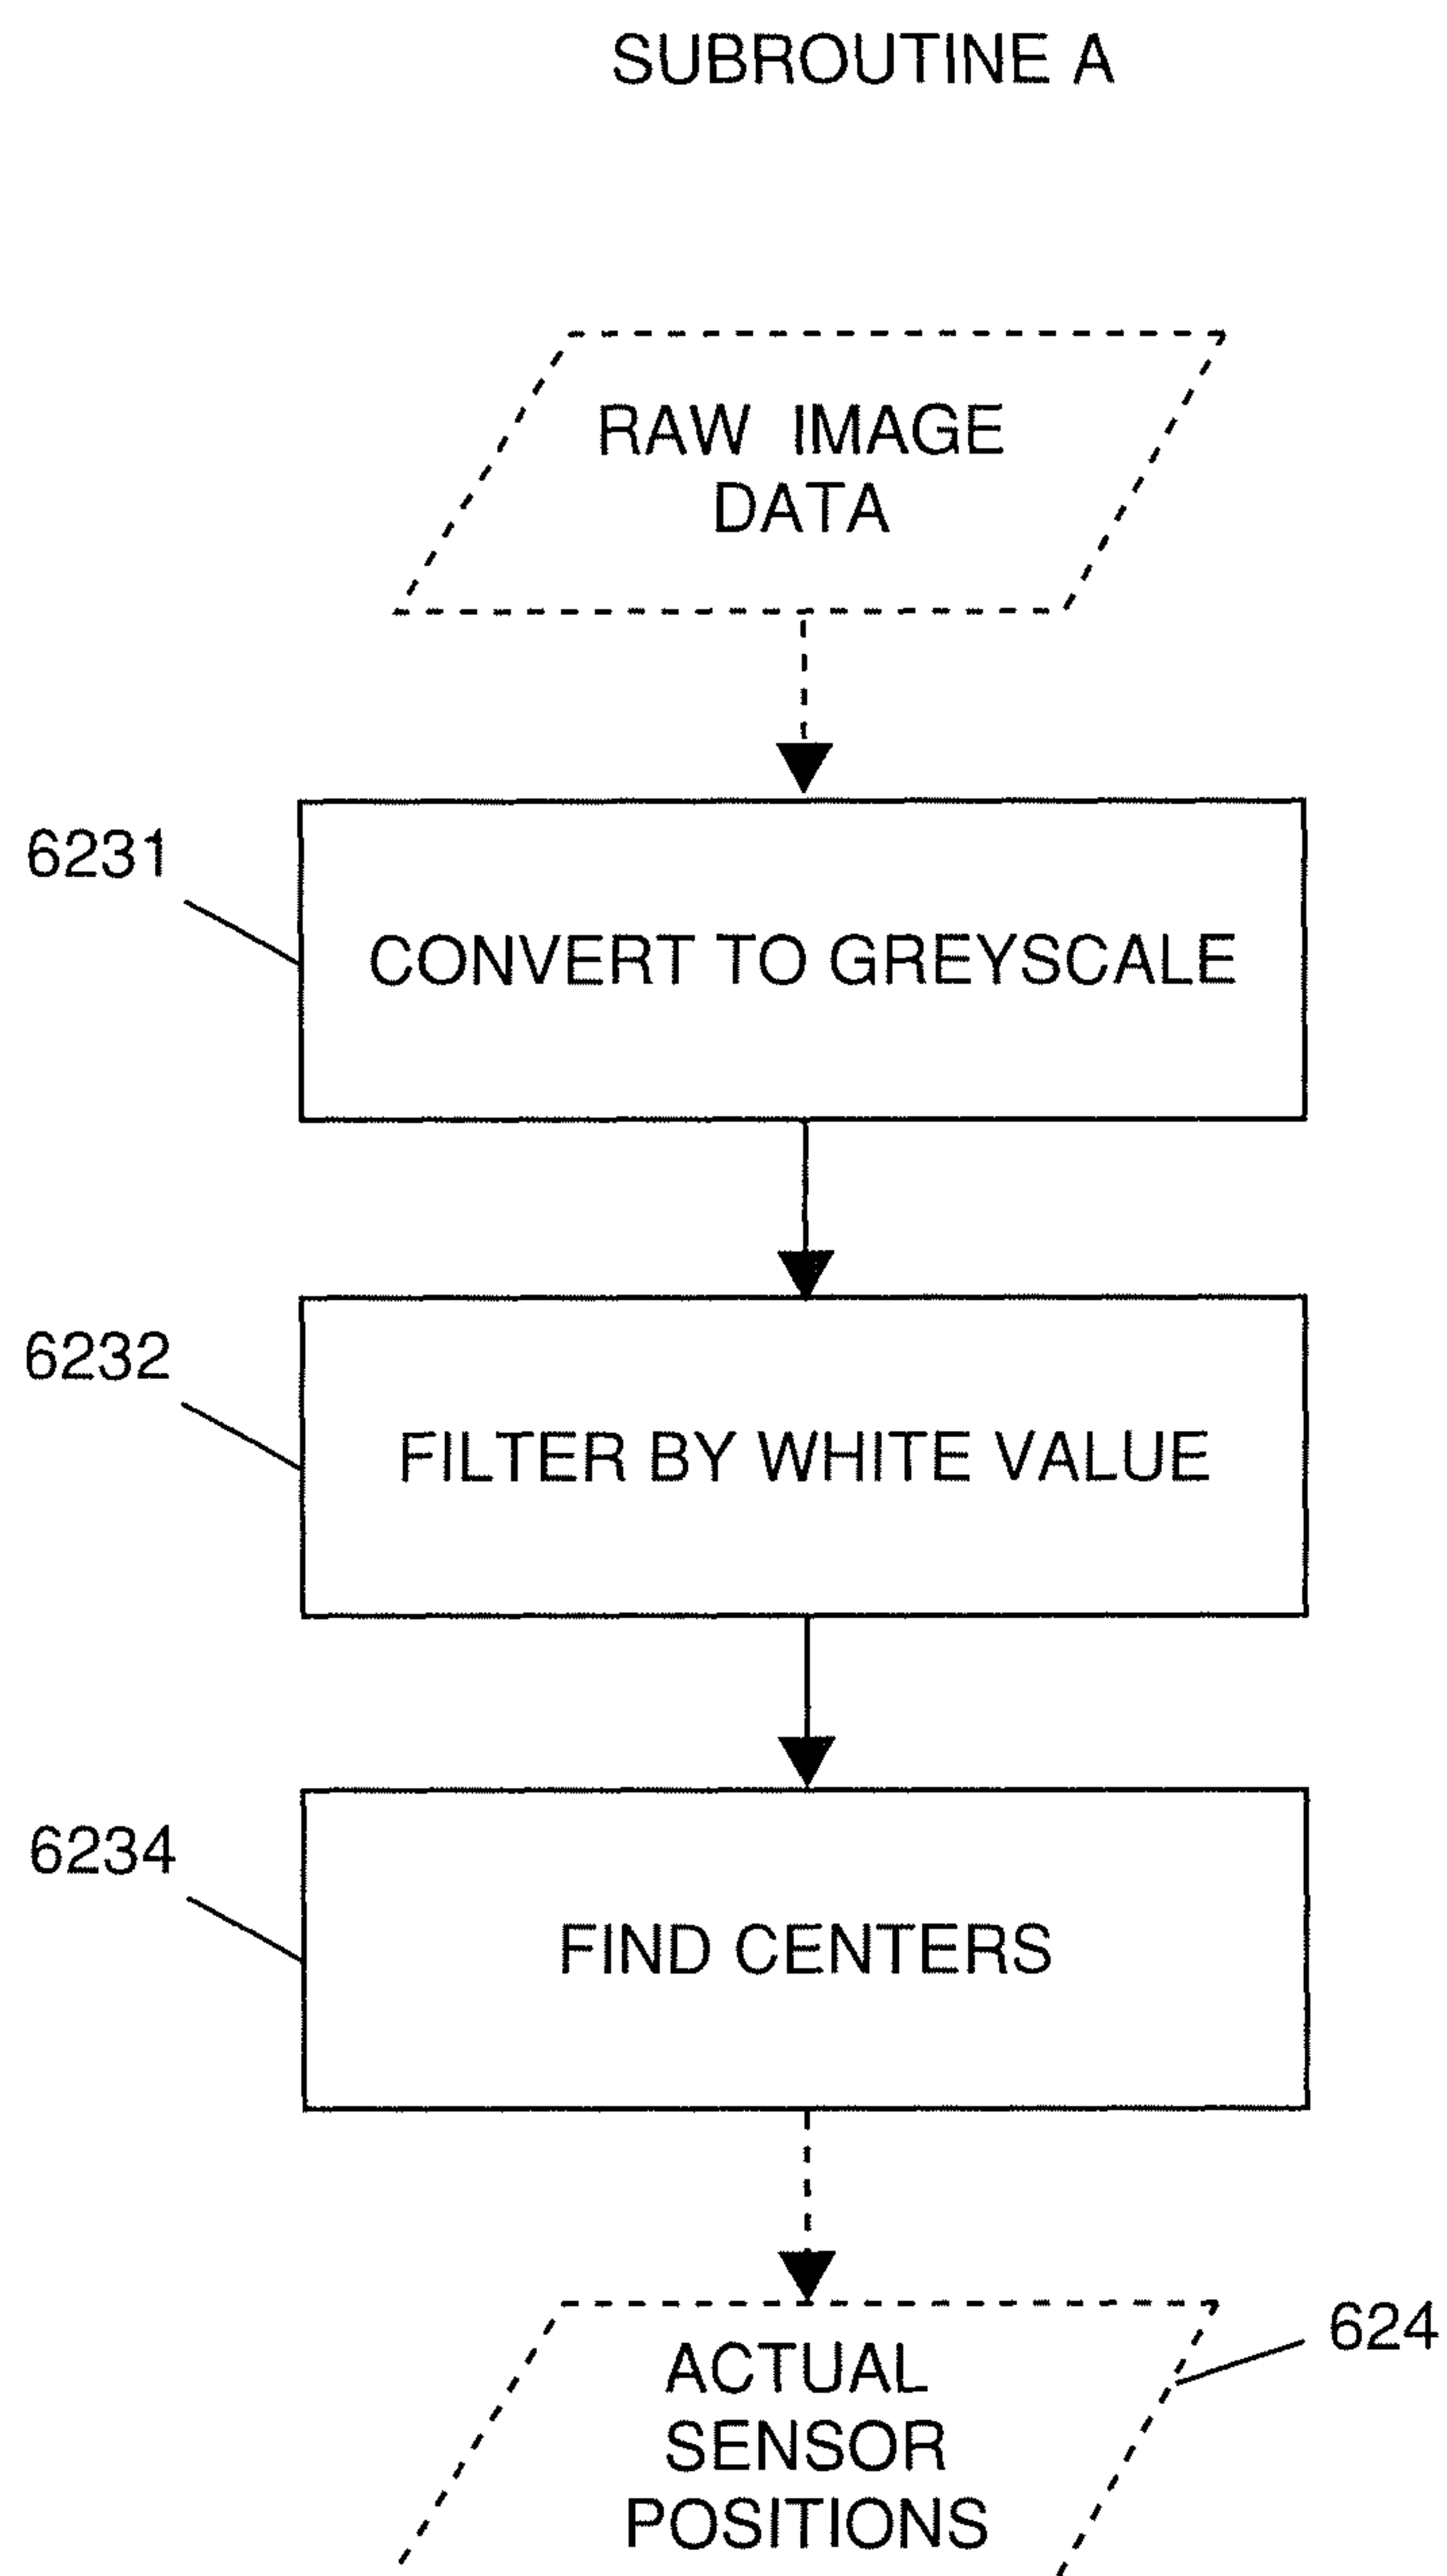 SUBROUTINE A
RAW IMAGE
DATA
6231
CONVERT TO GREYSCALE
6232
FILTER BY WHITE VALUE
6234
FIND CENTERS
624
ACTUAL
SENSOR
POSITIONS